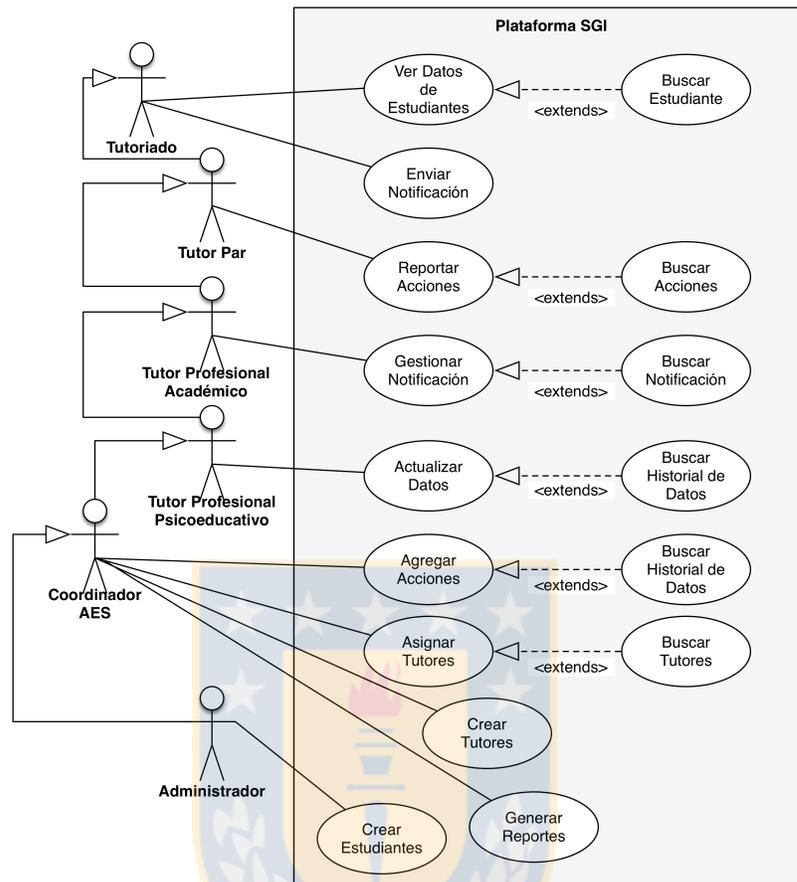 Plataforma SGI
Ver Datos
de
Estudiantes
<extends>
Buscar
Estudiante
Tutoriado
Enviar
Notificación
Tutor Par
Reportar
Acciones
<extends>
Buscar
Acciones
Tutor Profesional
Académico
Gestionar
Notificación
<extends>
Buscar
Notificación
Tutor Profesional
Psicoeducativo
Actualizar
Datos
<extends>
Buscar
Historial de
Datos
Coordinador
AES
Agregar
Acciones
<extends>
Buscar
Historial de
Datos
Asignar
Tutores
<extends>
Buscar
Tutores
Crear
Tutores
Administrador
Generar
Reportes
Crear
Estudiantes